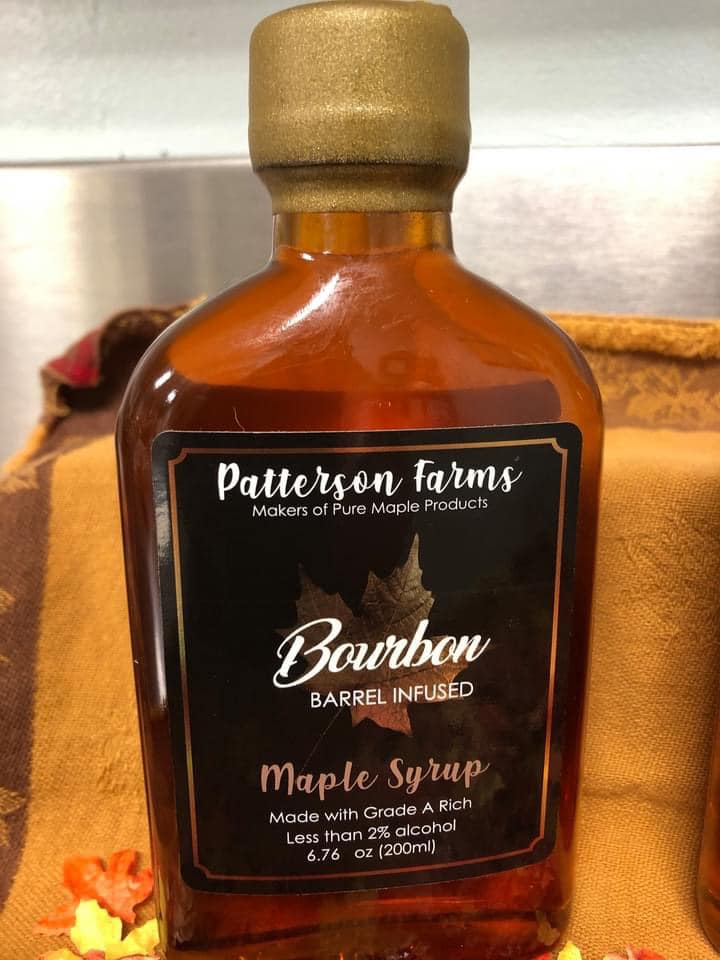 Patterson Farms
Makers of Pure Maple Products
Bourbon
BARREL INFUSED
Maple Syrup
Made with Grade A Rich
Less than 2% alcohol
6.76 oz (200ml)